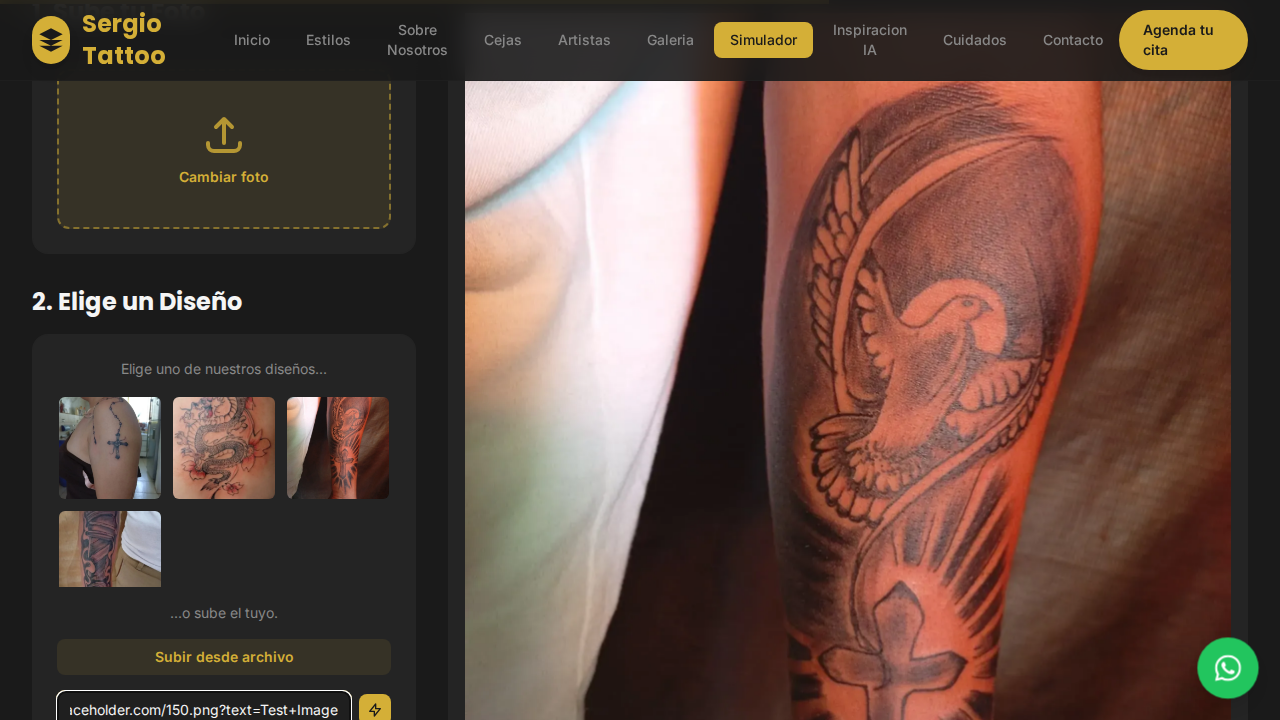 Sergio
Tattoo
Inicio
Estilos
Sobre
Nosotros
Cejas
Artistas
Galeria
Simulador
Inspiracion
IA
Cuidados
Contacto
Agenda tu
cita
Cambiar foto
2. Elige un Diseño
Elige uno de nuestros diseños...
...o sube el tuyo.
Subir desde archivo
aceholder.com/150.png?text=Test+Image